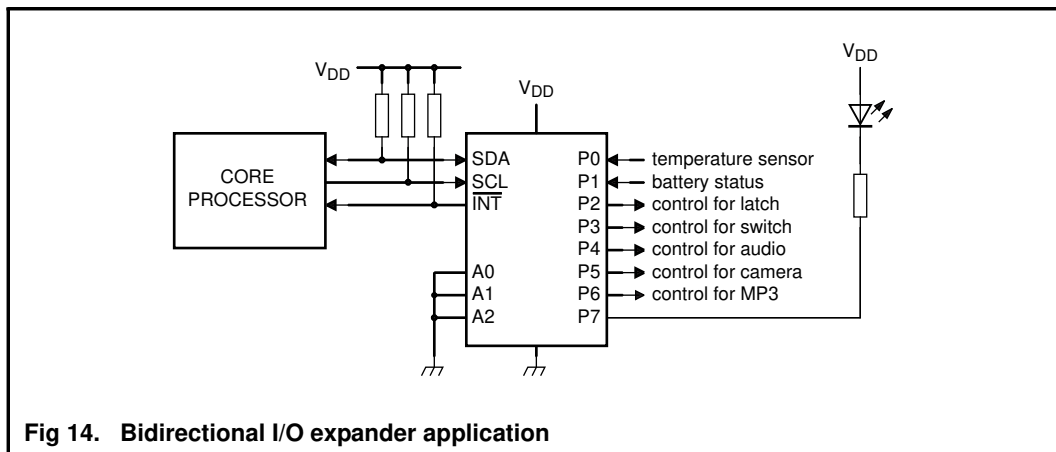 VDD
VDD
VDD
CORE
PROCESSOR
SDA
SCL
INT
A0
A1
A2
P0
P1
P2
P3
P4
P5
P6
P7
temperature sensor
battery status
control for latch
control for switch
control for audio
control for camera
control for MP3
Fig 14. Bidirectional I/O expander application